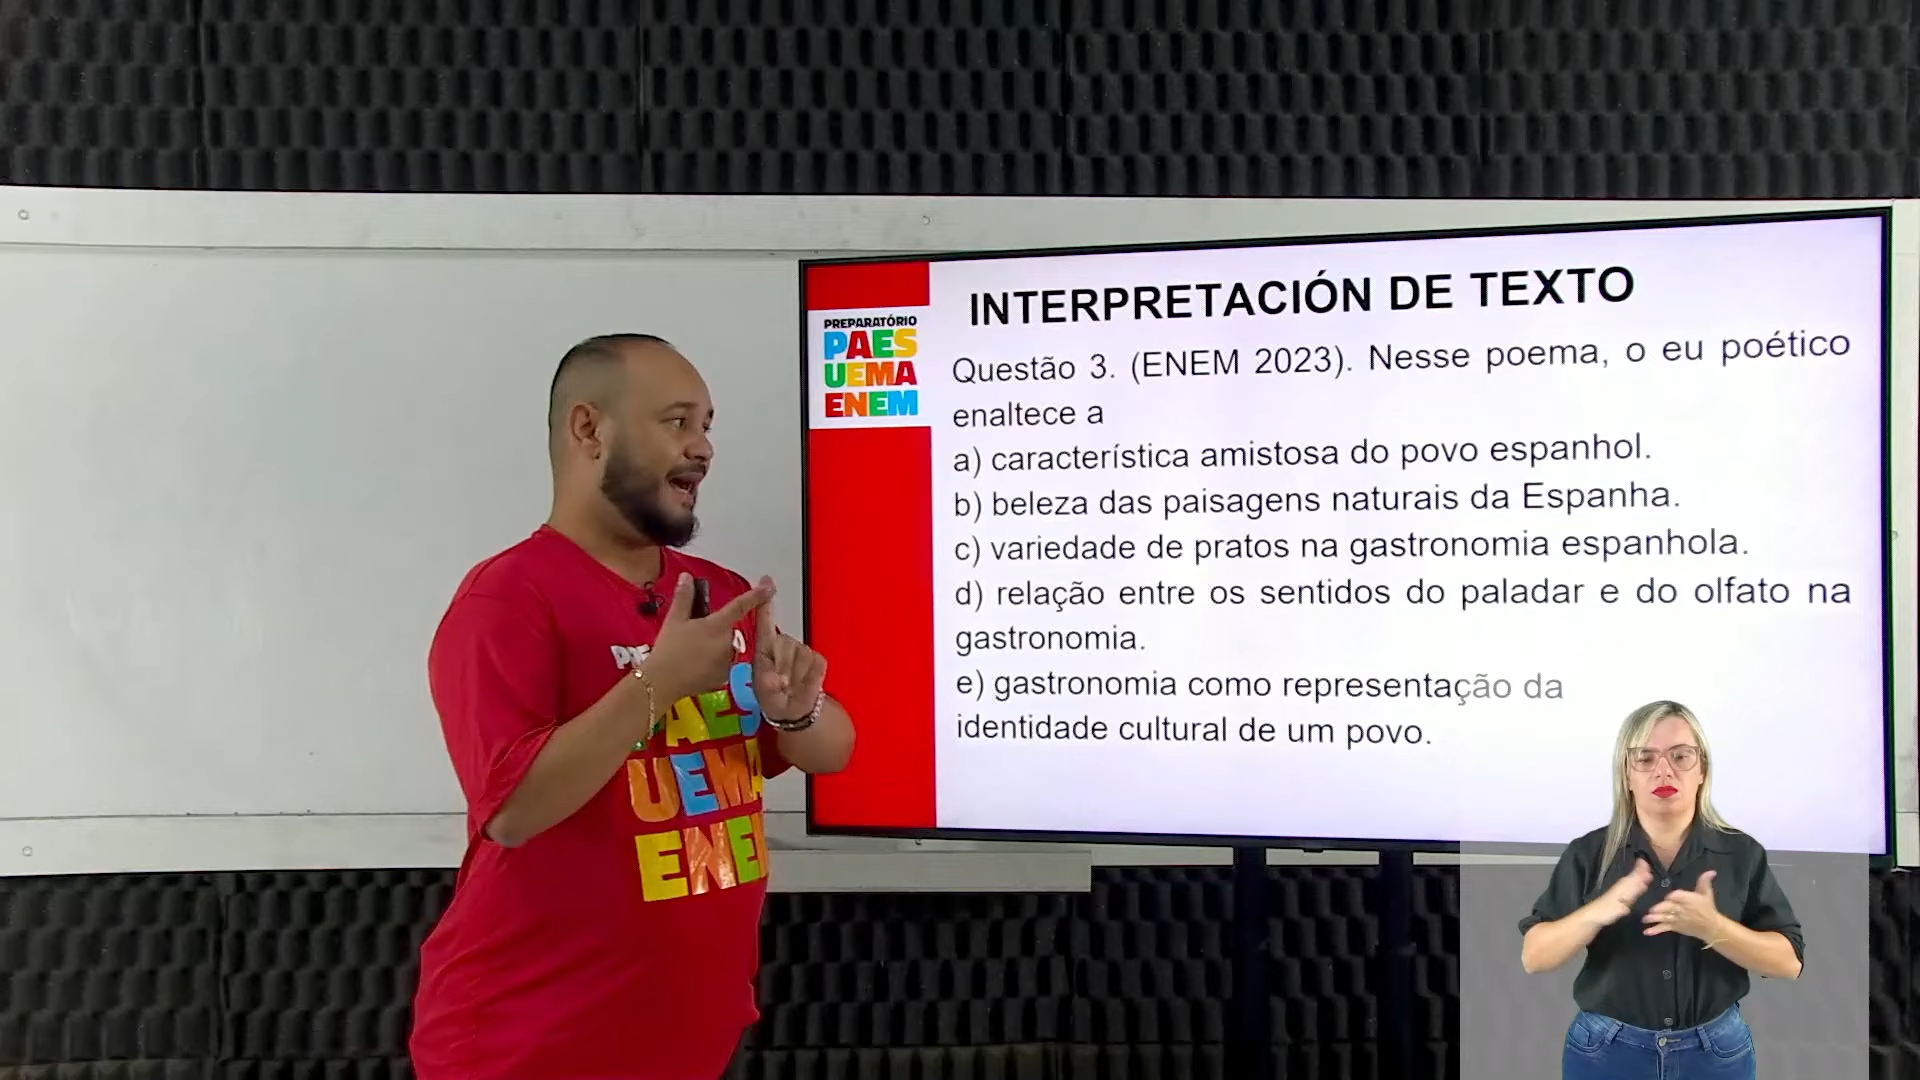 INTERPRETACIÓN DE TEXTO
PREPARATÓRIO
PAES
UEMA
ENEM
Questão 3. (ENEM 2023). Nesse poema, o eu poético
enaltece a
a) característica amistosa do povo espanhol.
b) beleza das paisagens naturais da Espanha.
c) variedade de pratos na gastronomia espanhola.
d) relação entre os sentidos do paladar e do olfato na
gastronomia.
e) gastronomia como representação da
identidade cultural de um povo.
PAES
UEMA
ENEM